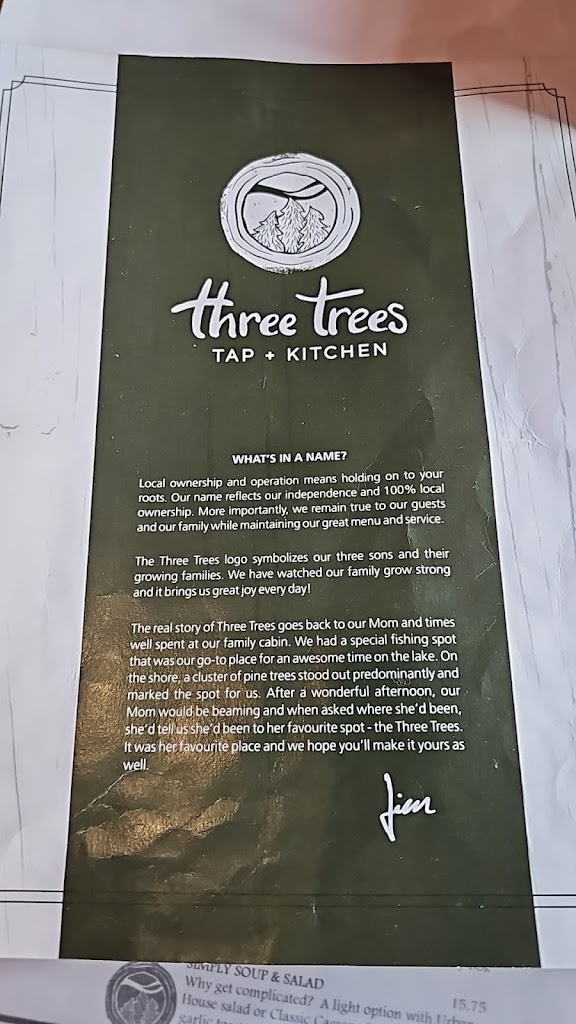 three trees
TAP + KITCHEN
WHAT'S IN A NAME?
Local ownership and operation means holding on to your
roots. Our name reflects our independence and 100% local
ownership. More importantly, we remain true to our guests
and our family while maintaining our great menu and service.
The Three Trees logo symbolizes our three sons and their
growing families. We have watched our family grow strong
and it brings us great joy every day!
The real story of Three Trees goes back to our Mom and times
well spent at our family cabin. We had a special fishing spot
that was our go-to place for an awesome time on the lake. On
the shore, a cluster of pine trees stood out predominantly and
marked the spot for us. After a wonderful afternoon, our
Mom would be beaming and when asked where she'd been,
she'd tell us she'd been to her favourite spot - the Three Trees.
It was her favourite place and we hope you'll make it yours as
well.
Jim
SIMPLY SOUP & SALAD
Why get complicated? A light option with 15.75
House salad or Classic
garlic